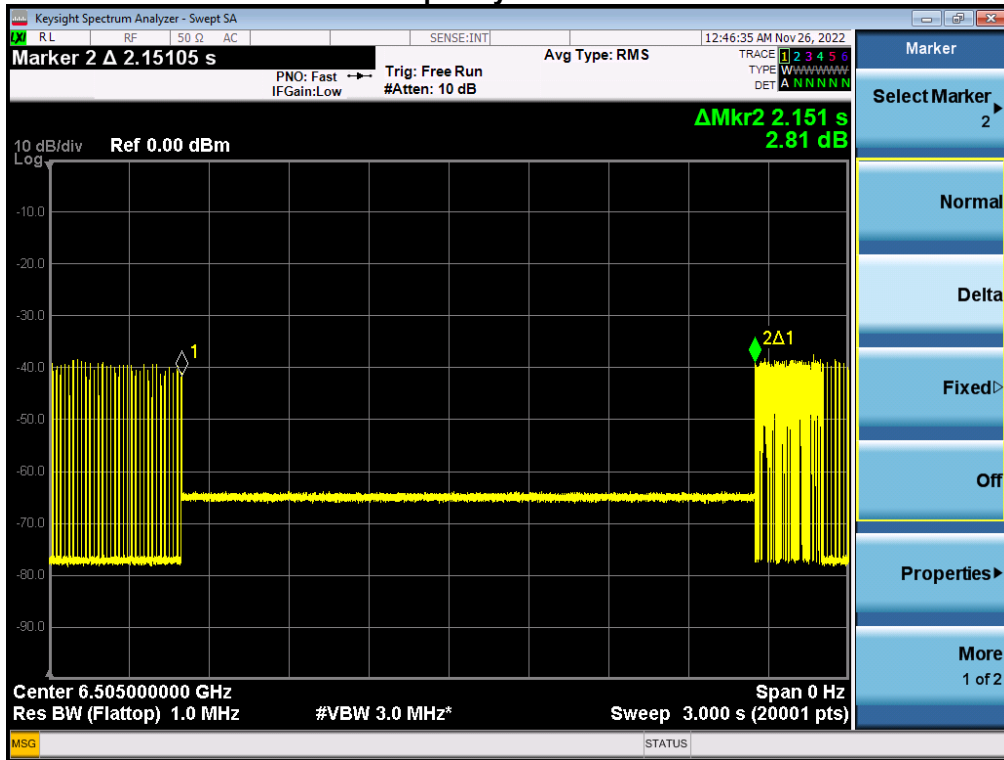 Keysight Spectrum Analyzer - Swept SA
LXI RL RF 50 Ω AC SENSE:INT 12:46:35 AM Nov 26, 2022
Marker 2 Δ 2.15105 s
PNO: Fast
IFGain:Low
Trig: Free Run
#Atten: 10 dB
Avg Type: RMS
TRACE 1 2 3 4 5 6
TYPE WWWWWW
DET A N N N N N
ΔMkr2 2.151 s
2.81 dB
10 dB/div Ref 0.00 dBm
Log
-10.0
-20.0
-30.0
-40.0
-50.0
-60.0
-70.0
-80.0
-90.0
1
2Δ1
Center 6.505000000 GHz Span 0 Hz
Res BW (Flattop) 1.0 MHz #VBW 3.0 MHz* Sweep 3.000 s (20001 pts)
MSG STATUS
Marker
Select Marker
2
Normal
Delta
Fixed
Off
Properties
More
1 of 2